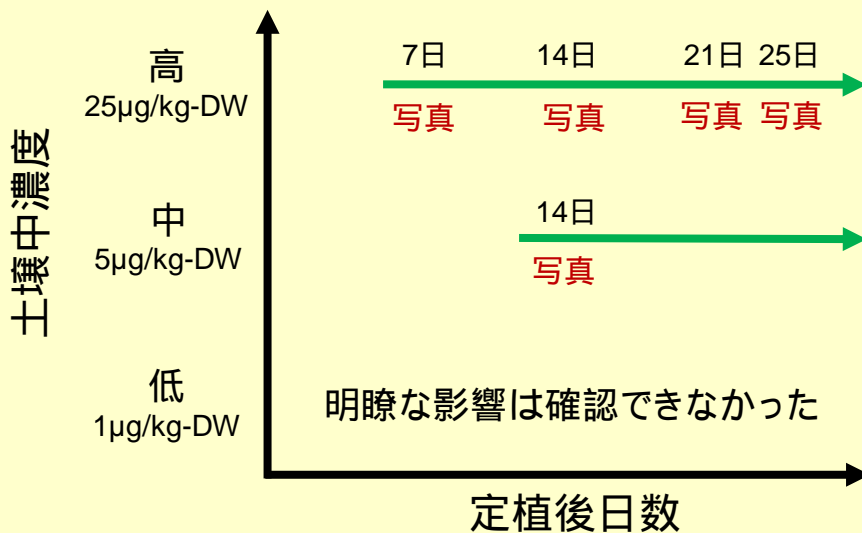 土壌中濃度
高
25µg/kg-DW
7日 14日 21日 25日
写真 写真 写真 写真
中
5µg/kg-DW
14日
写真
低
1µg/kg-DW
明瞭な影響は確認できなかった
定植後日数